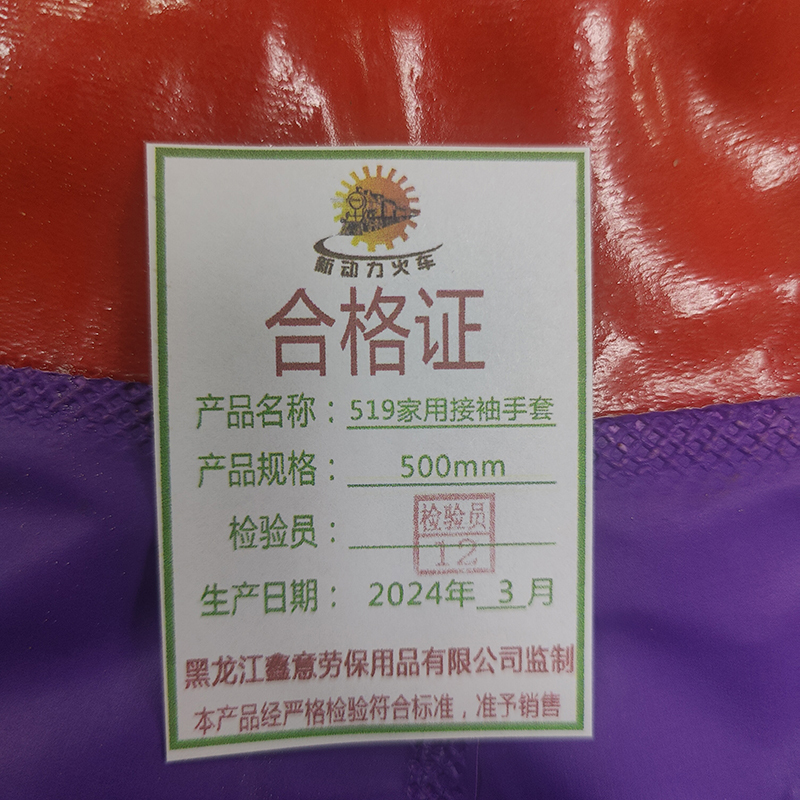 新动力火车
合格证
产品名称：519家用接袖手套
产品规格：500mm
检验员：检验员
12
生产日期：2024年 3 月
黑龙江鑫意劳保用品有限公司监制
本产品经严格检验符合标准，准予销售